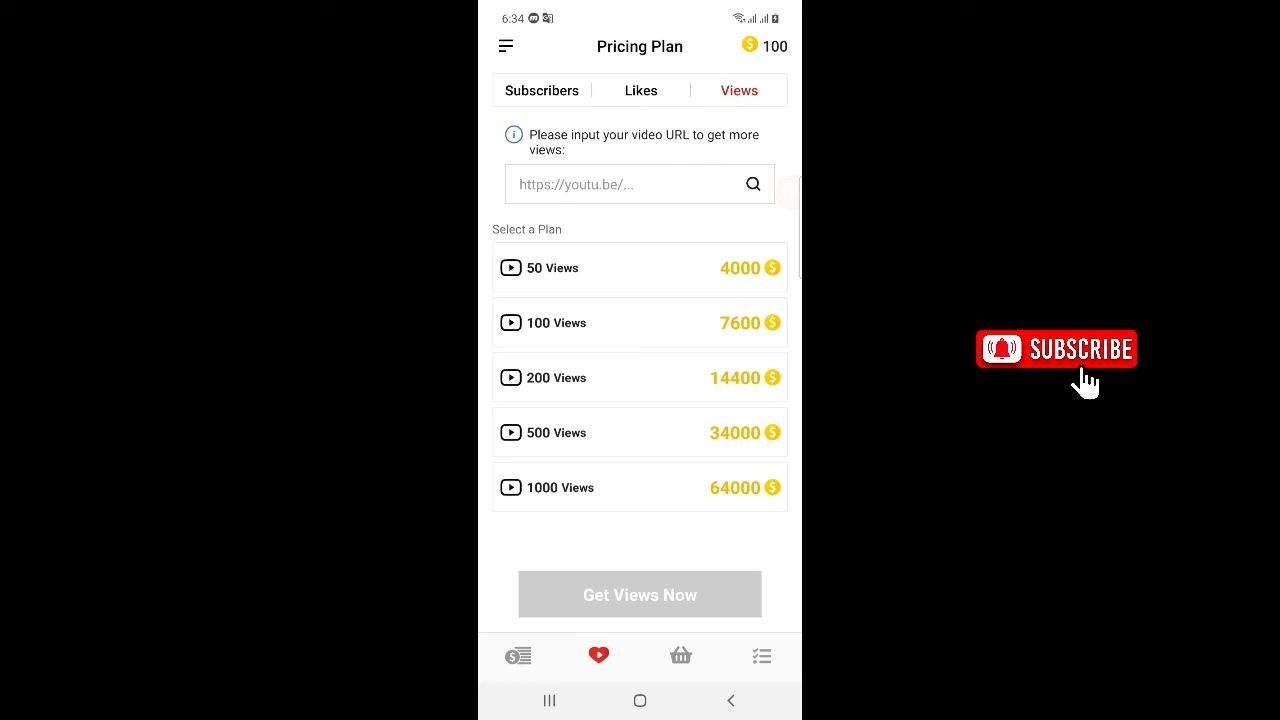 6:34
Pricing Plan
100
Subscribers
Likes
Views
Please input your video URL to get more
views:
https://youtu.be/...
Select a Plan
50 Views
4000
100 Views
7600
200 Views
14400
500 Views
34000
1000 Views
64000
Get Views Now
SUBSCRIBE